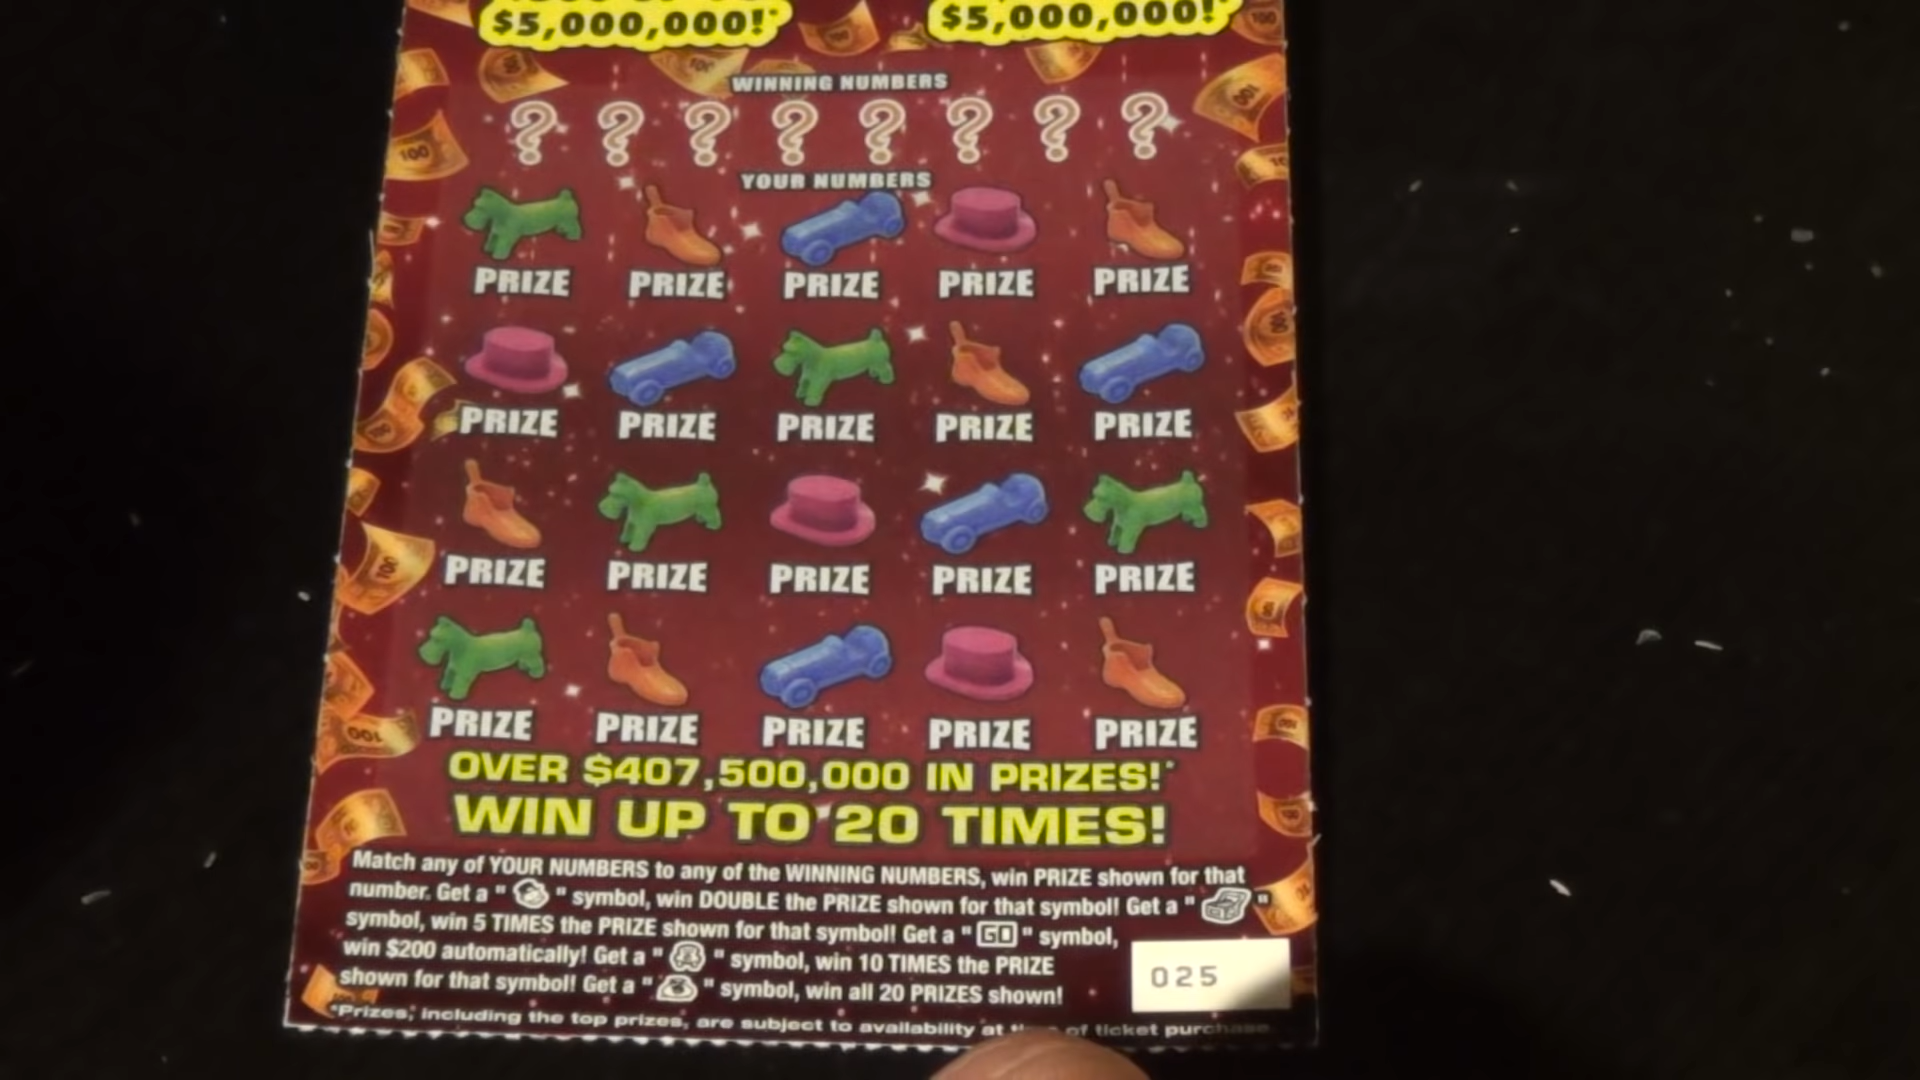 $5,000,000!* $5,000,000!*
WINNING NUMBERS
? ? ? ? ? ? ? ?
YOUR NUMBERS
PRIZE PRIZE PRIZE PRIZE PRIZE
PRIZE PRIZE PRIZE PRIZE PRIZE
PRIZE PRIZE PRIZE PRIZE PRIZE
PRIZE PRIZE PRIZE PRIZE PRIZE
OVER $407,500,000 IN PRIZES!*
WIN UP TO 20 TIMES!
Match any of YOUR NUMBERS to any of the WINNING NUMBERS, win PRIZE shown for that
number. Get a " " symbol, win DOUBLE the PRIZE shown for that symbol! Get a " "
symbol, win 5 TIMES the PRIZE shown for that symbol! Get a "GO" symbol,
win $200 automatically! Get a " " symbol, win 10 TIMES the PRIZE
shown for that symbol! Get a " " symbol, win all 20 PRIZES shown!
025
*Prizes, including the top prizes, are subject to availability at of ticket purchase.